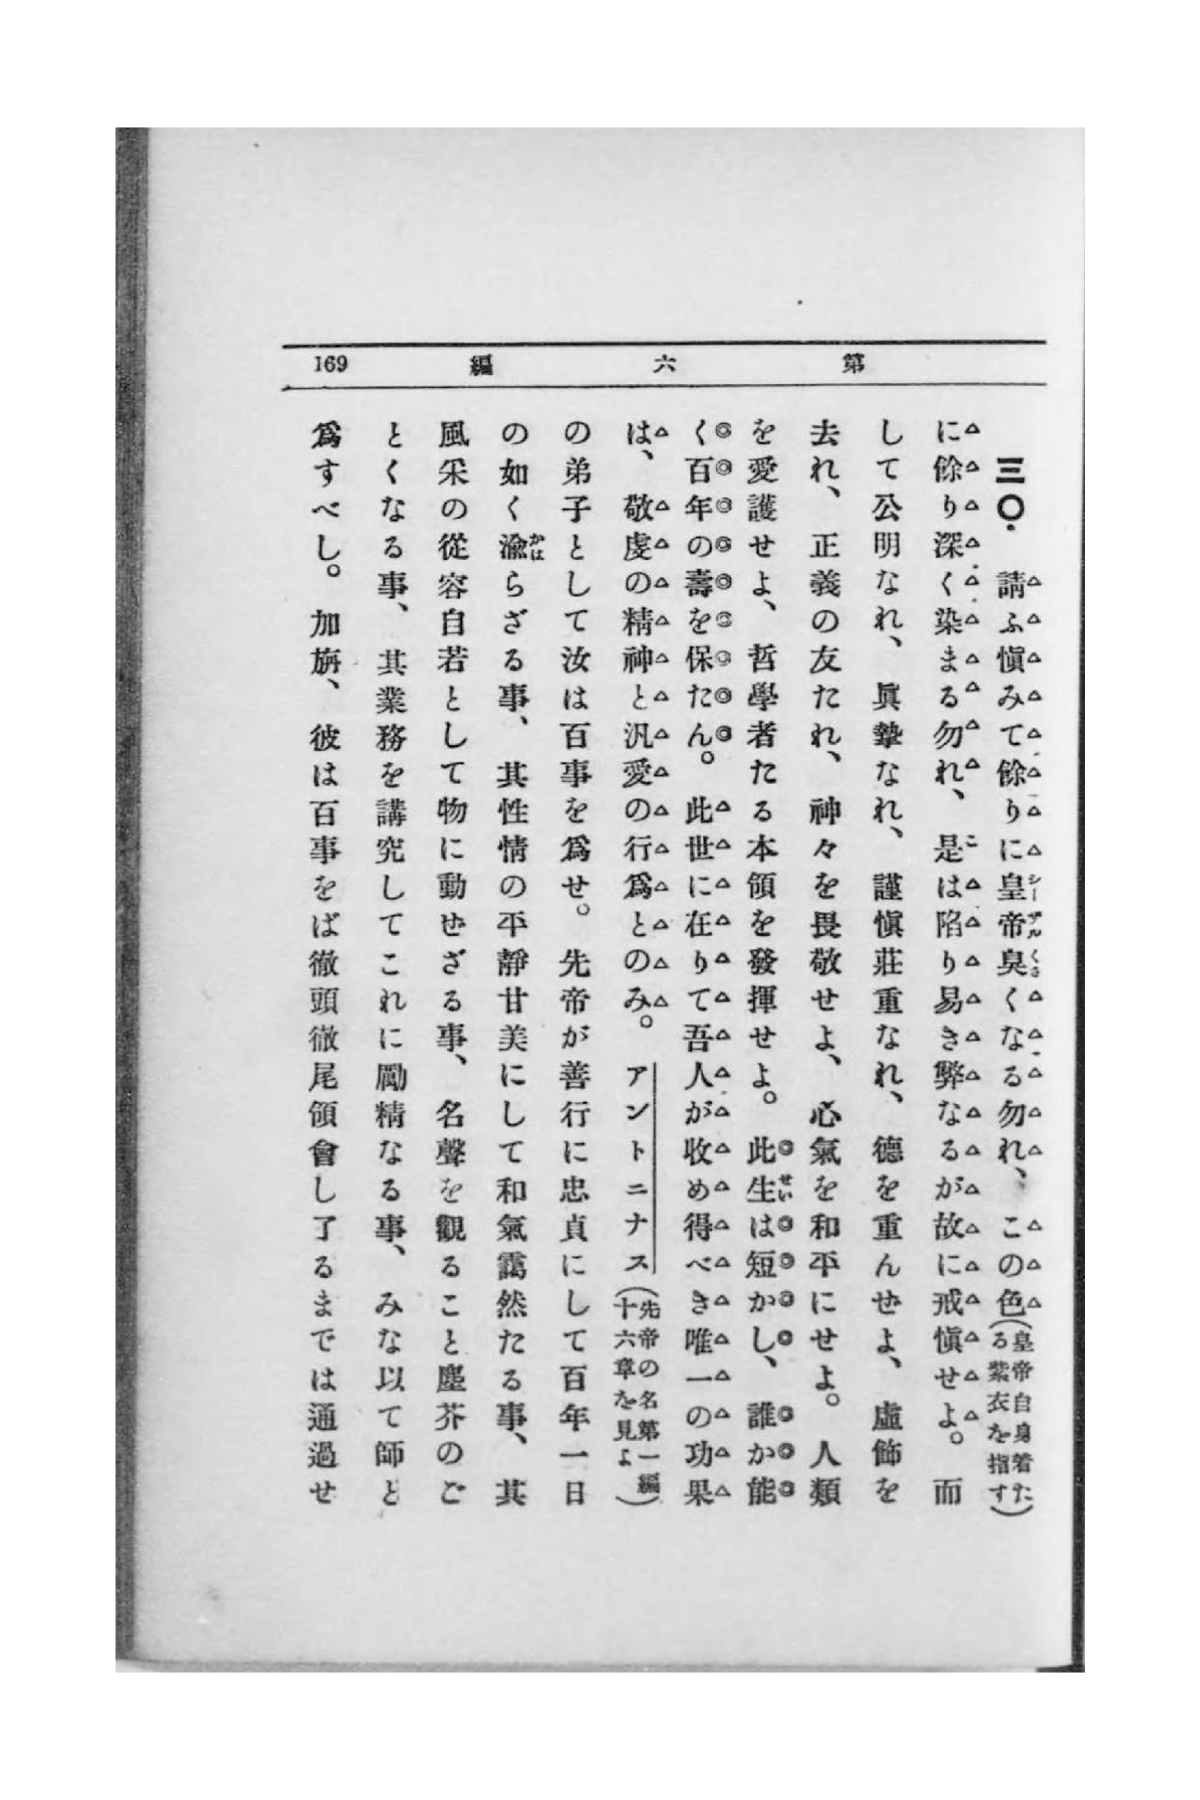 第六編 169
三〇. 請ふ愼みて餘りに皇帝臭くなる勿れ、この色(皇帝自身着たる紫衣を指す)
に餘り深く染まる勿れ、是は陷り易き弊なるが故に戒愼せよ。而
して公明なれ、眞摯なれ、謹愼莊重なれ、德を重んせよ、虛飾を
去れ、正義の友たれ、神々を畏敬せよ、心氣を和平にせよ。人類
を愛護せよ、哲學者たる本領を發揮せよ。此生は短かし、誰か能
く百年の壽を保たん。此世に在りて吾人が收め得べき唯一の功果
は、敬虔の精神と汎愛の行爲とのみ。アントニナス(先帝の名第一編十六章を見よ)
の弟子として汝は百事を爲せ。先帝が善行に忠貞にして百年一日
の如く渝らざる事、其性情の平靜甘美にして和氣靄然たる事、其
風采の從容自若として物に動せざる事、名聲を觀ること塵芥のご
とくなる事、其業務を講究してこれに勵精なる事、みな以て師と
爲すべし。加旃、彼は百事をば徹頭徹尾領會し了るまでは通過せ